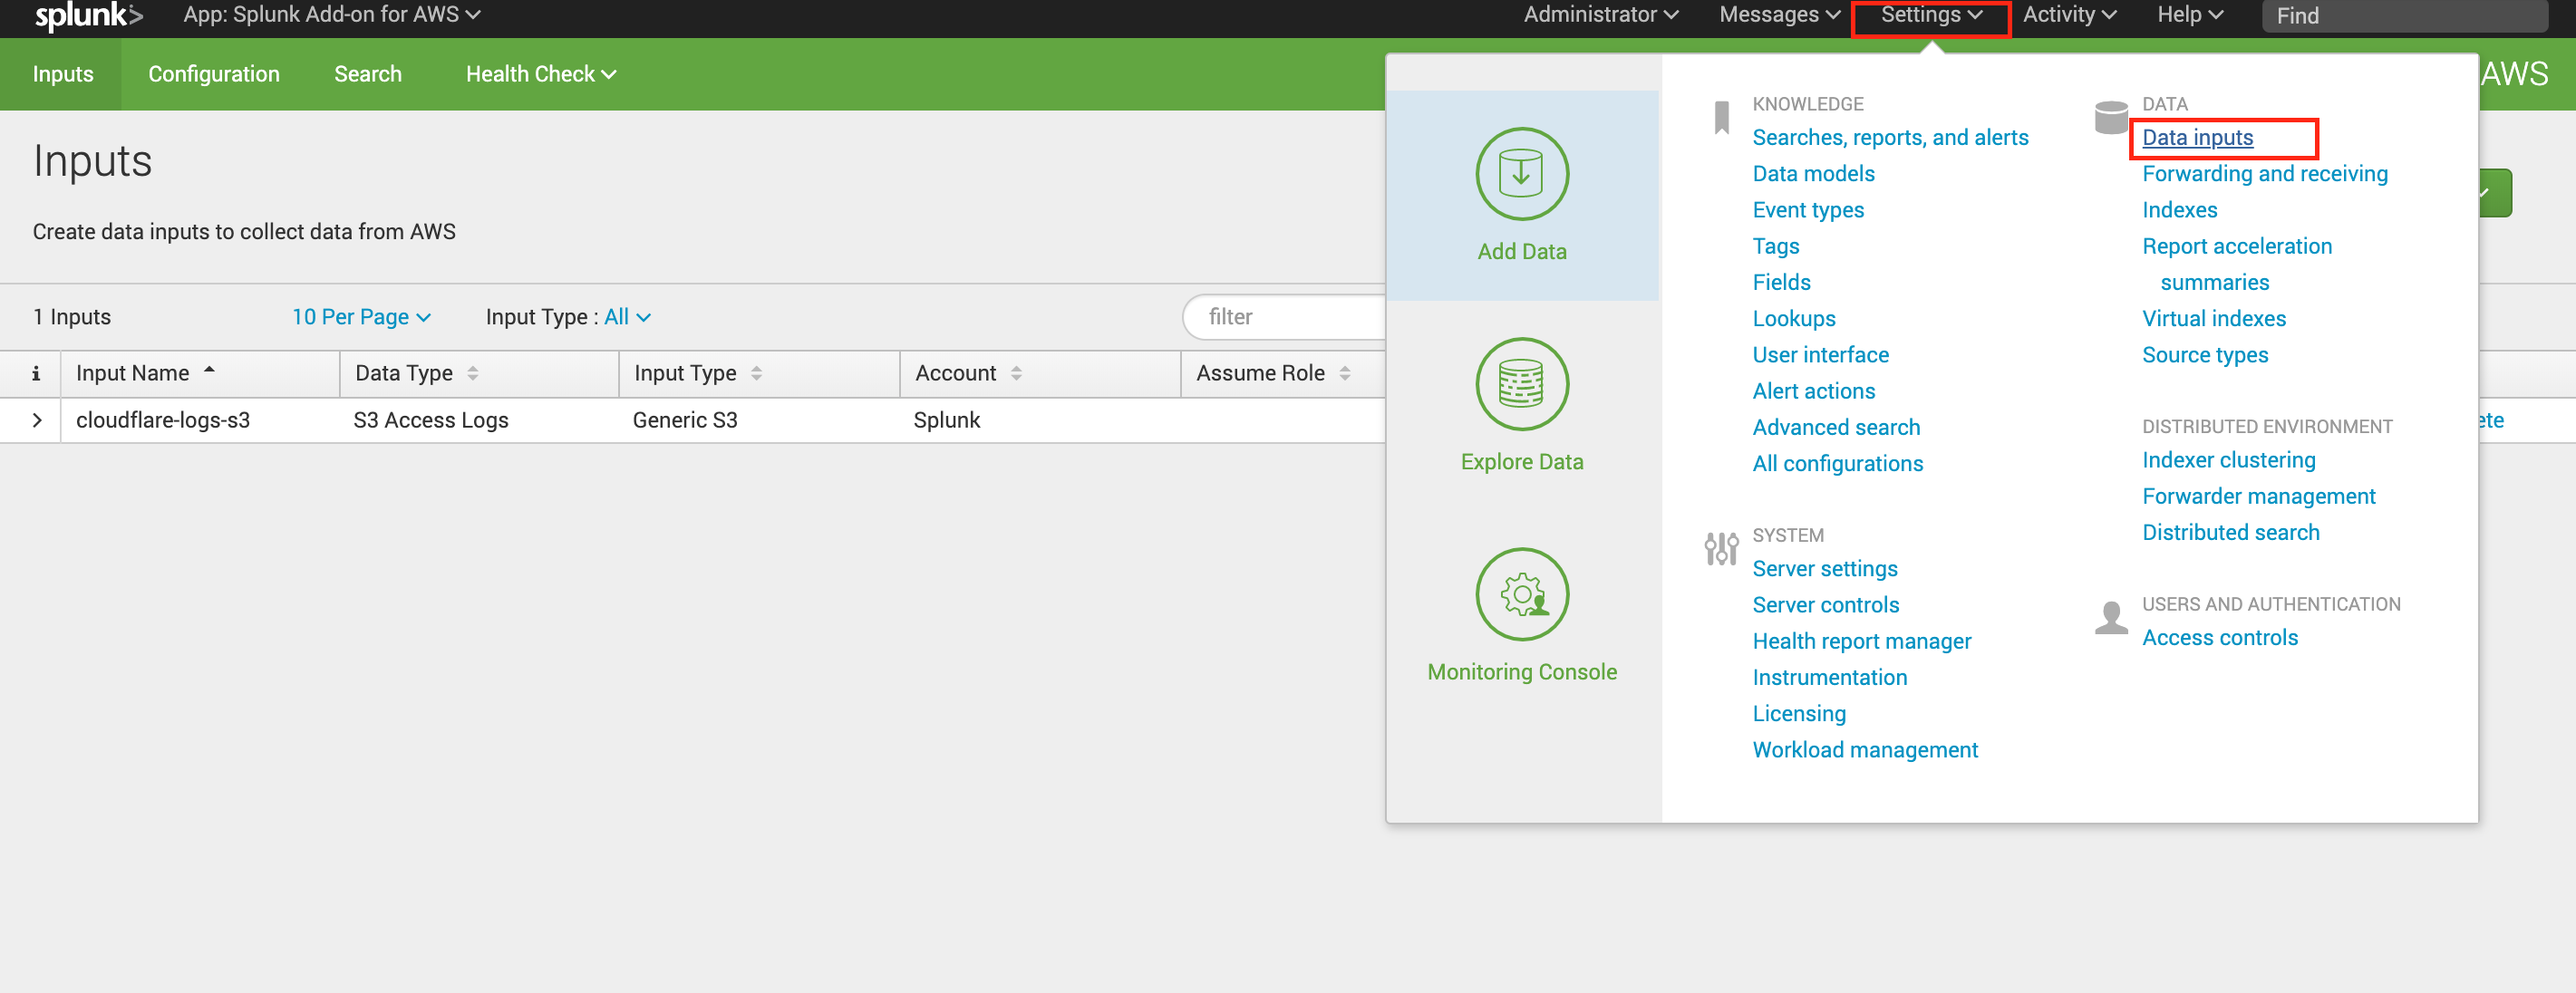 splunk> App: Splunk Add-on for AWS Administrator Messages Settings Activity Help Find
Inputs Configuration Search Health Check AWS
Inputs
Create data inputs to collect data from AWS
1 Inputs 10 Per Page Input Type : All filter
i Input Name Data Type Input Type Account Assume Role
cloudflare-logs-s3 S3 Access Logs Generic S3 Splunk ete
Add Data
Explore Data
Monitoring Console
KNOWLEDGE
Searches, reports, and alerts
Data models
Event types
Tags
Fields
Lookups
User interface
Alert actions
Advanced search
All configurations
SYSTEM
Server settings
Server controls
Health report manager
Instrumentation
Licensing
Workload management
DATA
Data inputs
Forwarding and receiving
Indexes
Report acceleration
summaries
Virtual indexes
Source types
DISTRIBUTED ENVIRONMENT
Indexer clustering
Forwarder management
Distributed search
USERS AND AUTHENTICATION
Access controls